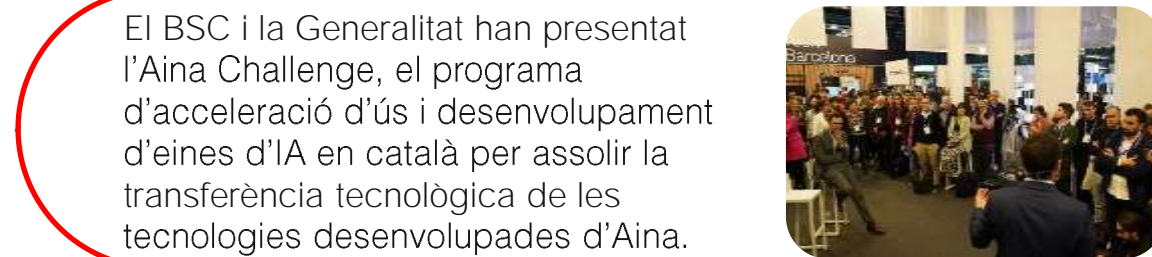 El BSC i la Generalitat han presentat
l'Aina Challenge, el programa
d'acceleració d'ús i desenvolupament
d'eines d'IA en català per assolir la
transferència tecnològica de les
tecnologies desenvolupades d'Aina.
Barcelona